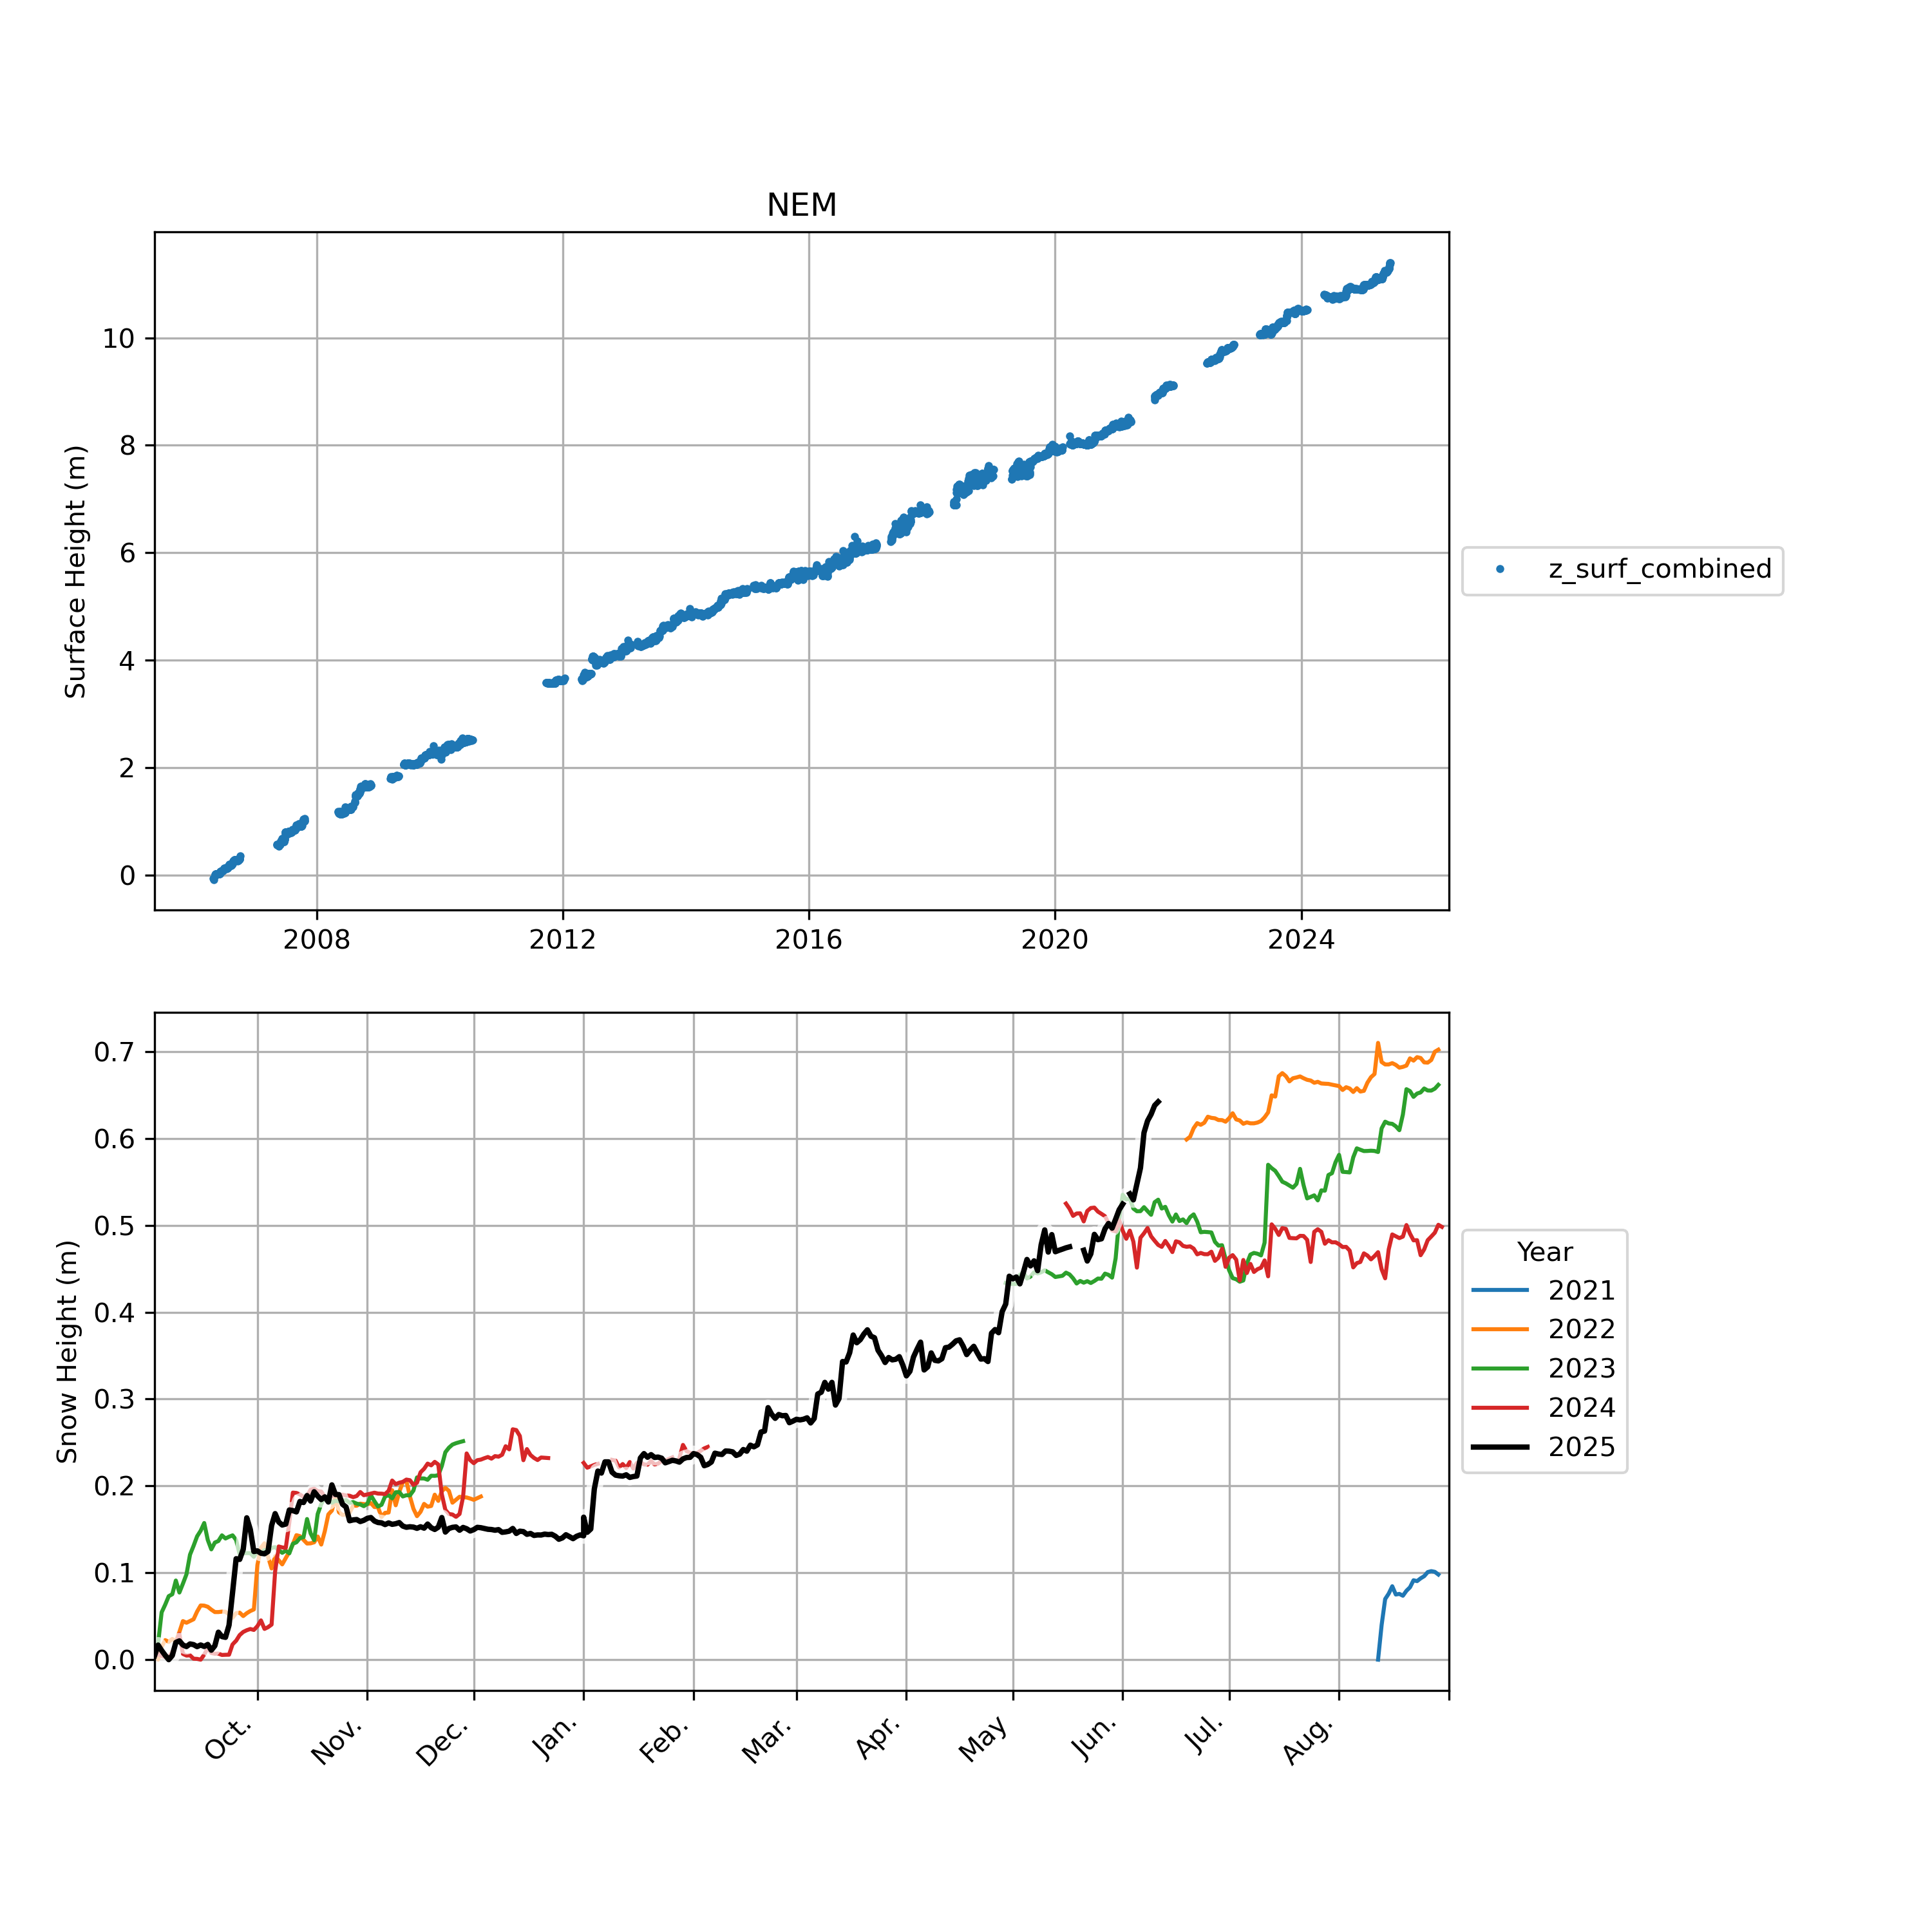 NEM
Surface Height (m)
10
8
6
4
2
0
2008 2012 2016 2020 2024
z_surf_combined
Snow Height (m)
0.7
0.6
0.5
0.4
0.3
0.2
0.1
0.0
Oct. Nov. Dec. Jan. Feb. Mar. Apr. May Jun. Jul. Aug.
Year
2021
2022
2023
2024
2025